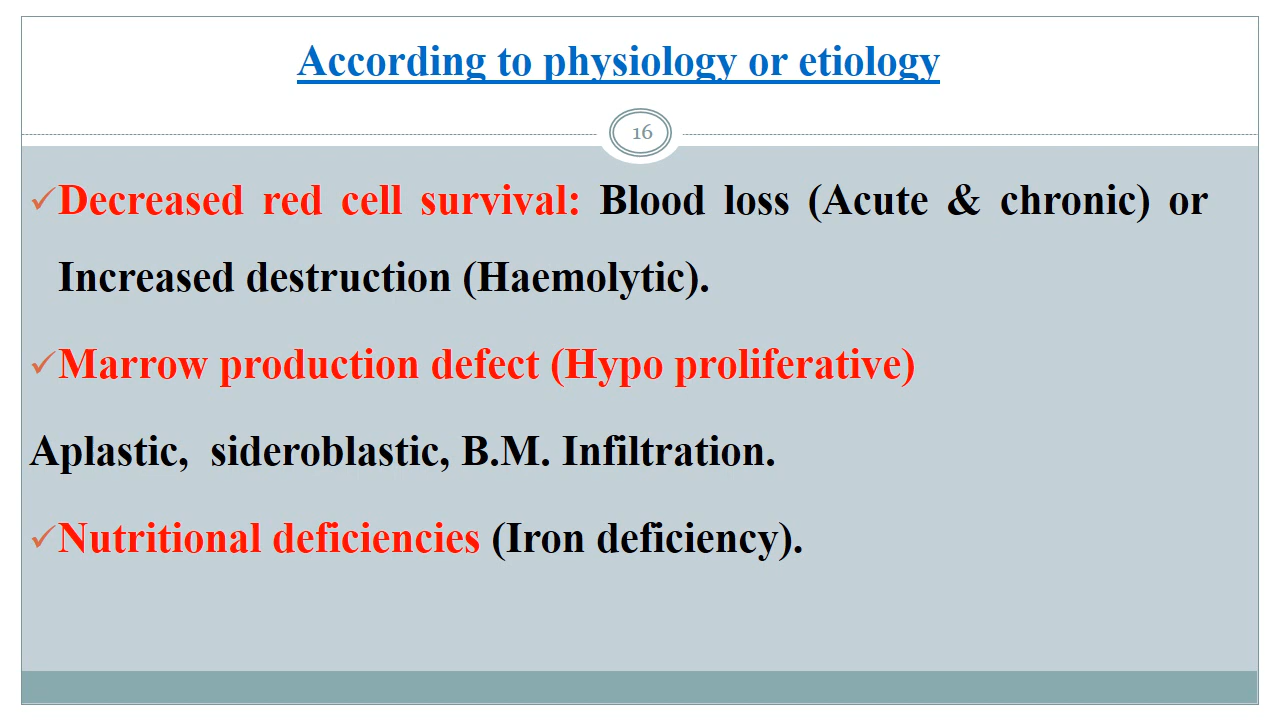 According to physiology or etiology
16
✓Decreased red cell survival: Blood loss (Acute & chronic) or
Increased destruction (Haemolytic).
✓Marrow production defect (Hypo proliferative)
Aplastic, sideroblastic, B.M. Infiltration.
✓Nutritional deficiencies (Iron deficiency).